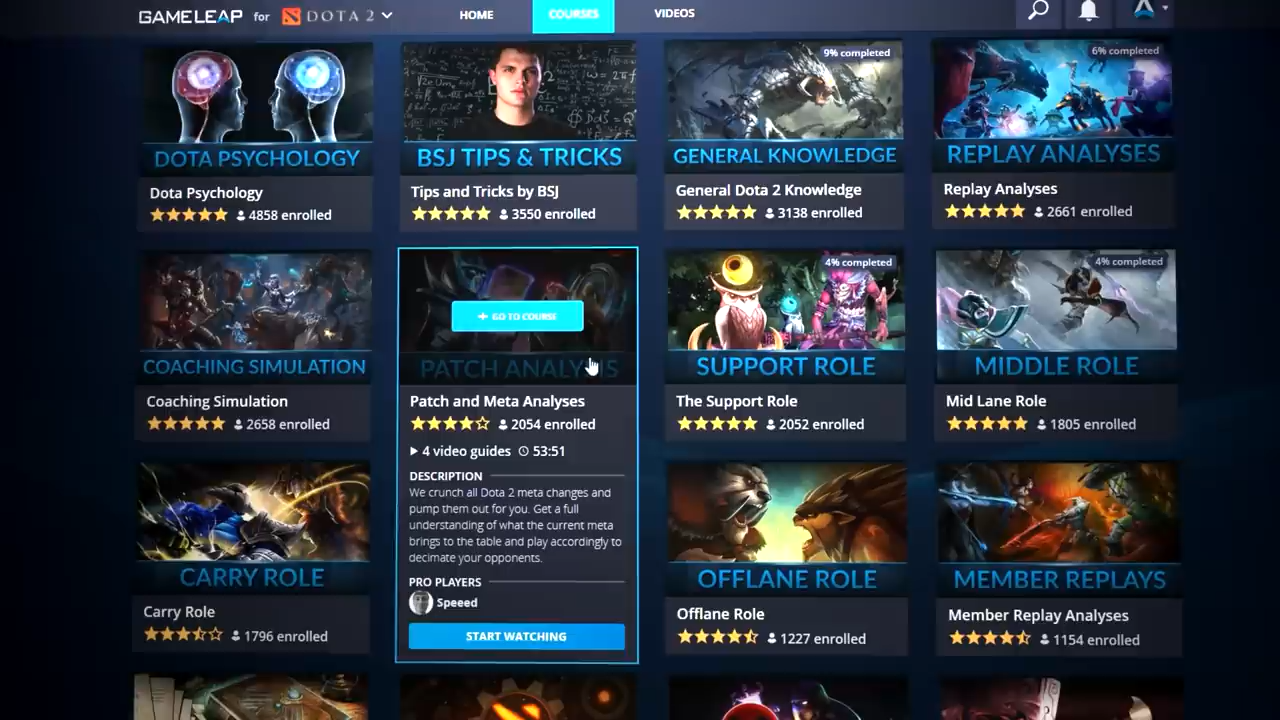 GAMELEAP for DOTA 2
HOME
COURSES
VIDEOS
DOTA PSYCHOLOGY
Dota Psychology
4858 enrolled
BSJ TIPS & TRICKS
Tips and Tricks by BSJ
3550 enrolled
9% completed
GENERAL KNOWLEDGE
General Dota 2 Knowledge
3138 enrolled
6% completed
REPLAY ANALYSES
Replay Analyses
2661 enrolled
COACHING SIMULATION
Coaching Simulation
2658 enrolled
+ GO TO COURSE
PATCH ANALYSIS
Patch and Meta Analyses
2054 enrolled
4 video guides 53:51
DESCRIPTION
We crunch all Dota 2 meta changes and
pump them out for you. Get a full
understanding of what the current meta
brings to the table and play accordingly to
decimate your opponents.
PRO PLAYERS
Speeed
START WATCHING
4% completed
SUPPORT ROLE
The Support Role
2052 enrolled
4% completed
MIDDLE ROLE
Mid Lane Role
1805 enrolled
CARRY ROLE
Carry Role
1796 enrolled
OFFLANE ROLE
Offlane Role
1227 enrolled
MEMBER REPLAYS
Member Replay Analyses
1154 enrolled